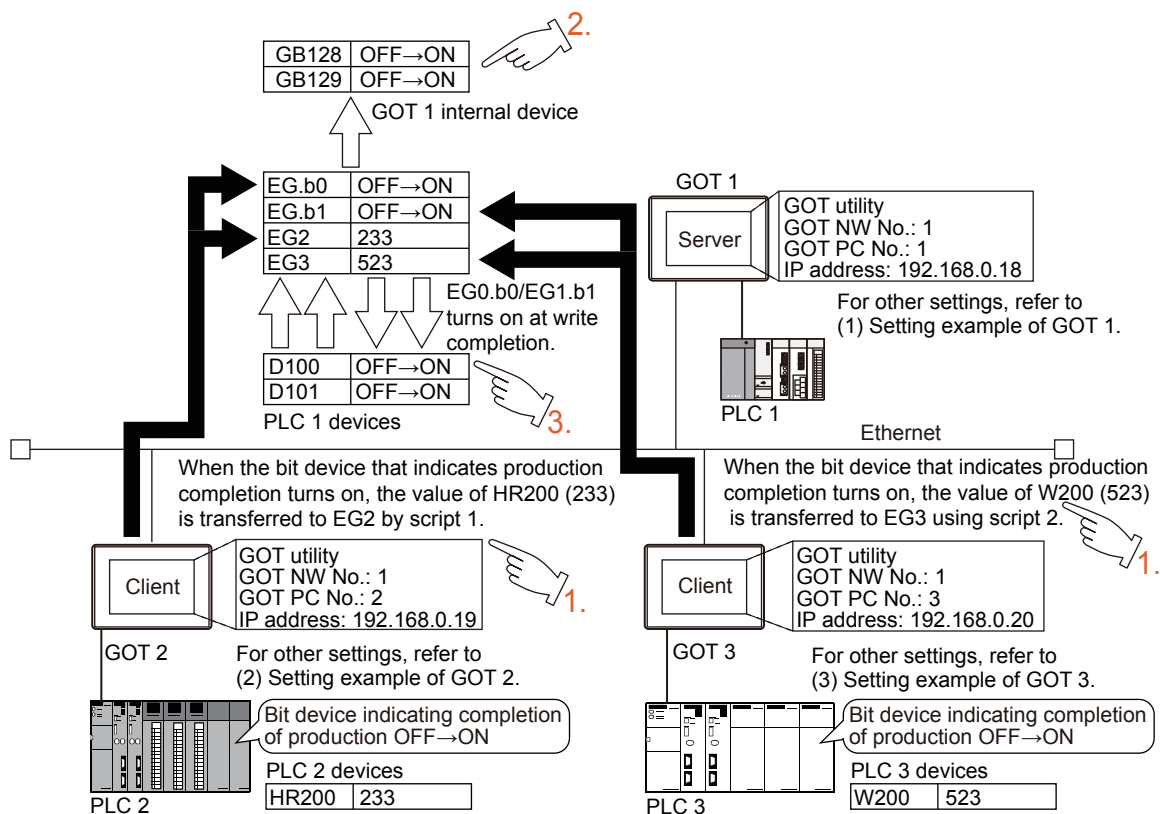 2.
GB128 OFF→ON
GB129 OFF→ON
GOT 1 internal device
EG.b0 OFF→ON
EG.b1 OFF→ON
EG2 233
EG3 523
EG0.b0/EG1.b1
turns on at write
completion.
D100 OFF→ON
D101 OFF→ON
PLC 1 devices
3.
GOT 1
Server
GOT utility
GOT NW No.: 1
GOT PC No.: 1
IP address: 192.168.0.18
For other settings, refer to
(1) Setting example of GOT 1.
PLC 1
Ethernet
When the bit device that indicates production
completion turns on, the value of HR200 (233)
is transferred to EG2 by script 1.
When the bit device that indicates production
completion turns on, the value of W200 (523)
is transferred to EG3 using script 2.
Client
GOT utility
GOT NW No.: 1
GOT PC No.: 2
IP address: 192.168.0.19
1.
GOT 2
For other settings, refer to
(2) Setting example of GOT 2.
Bit device indicating completion
of production OFF→ON
PLC 2 devices
HR200 233
PLC 2
Client
GOT utility
GOT NW No.: 1
GOT PC No.: 3
IP address: 192.168.0.20
1.
GOT 3
For other settings, refer to
(3) Setting example of GOT 3.
Bit device indicating completion
of production OFF→ON
PLC 3 devices
W200 523
PLC 3